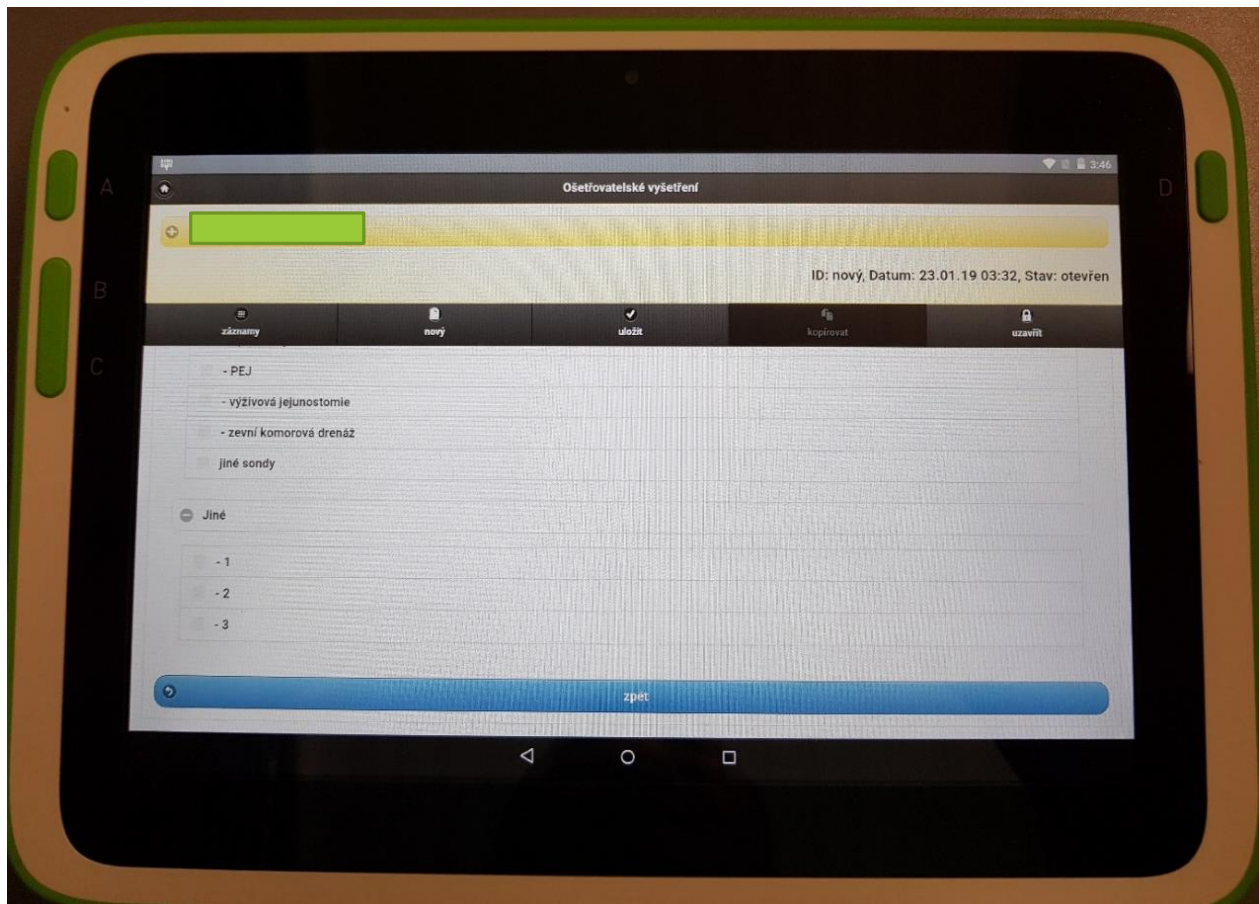 3:46
Ošetřovatelské vyšetření
ID: nový, Datum: 23.01.19 03:32, Stav: otevřen
záznamy nový uložit kopírovat uzavřít
- PEJ
- výživová jejunostomie
- zevní komorová drenáž
jiné sondy
Jiné
- 1
- 2
- 3
zpět
A
B
C
D